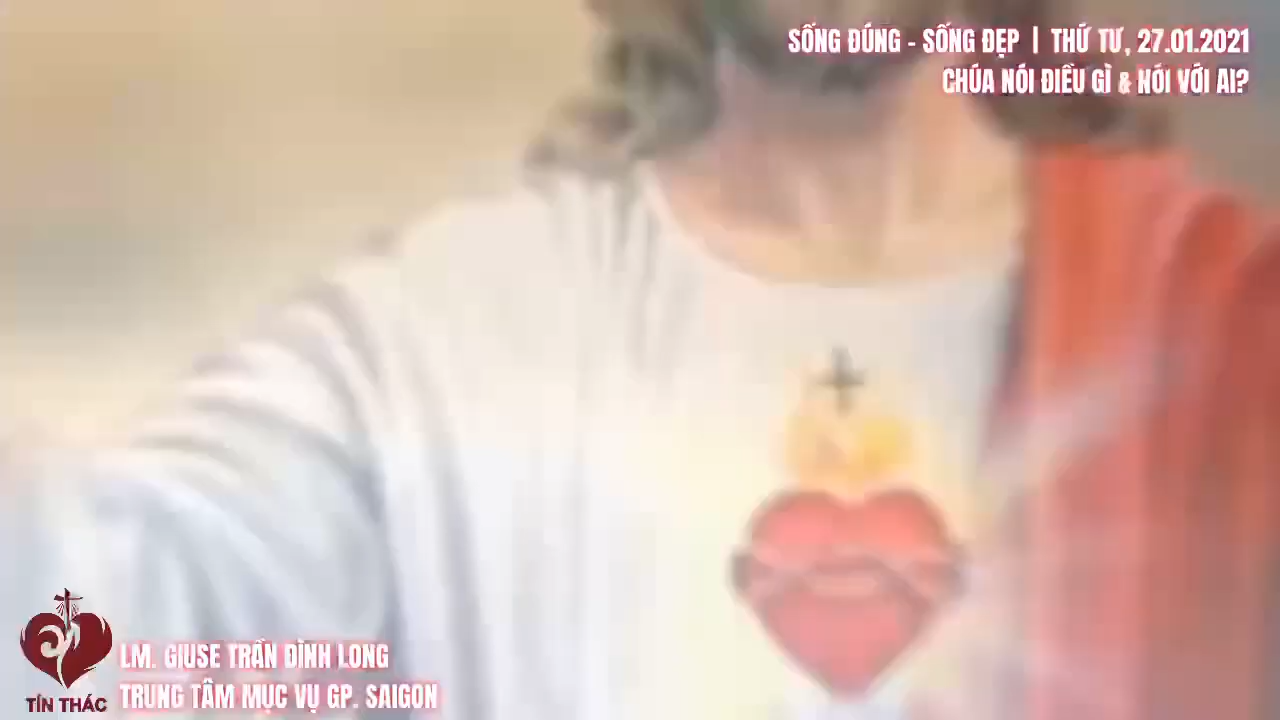 SỐNG ĐÚNG - SỐNG ĐẸP | THỨ TƯ, 27.01.2021
CHÚA NÓI ĐIỀU GÌ & NÓI VỚI AI?
LM. GIUSE TRẦN ĐÌNH LONG
TRUNG TÂM MỤC VỤ GP. SAIGON
TÍN THÁC